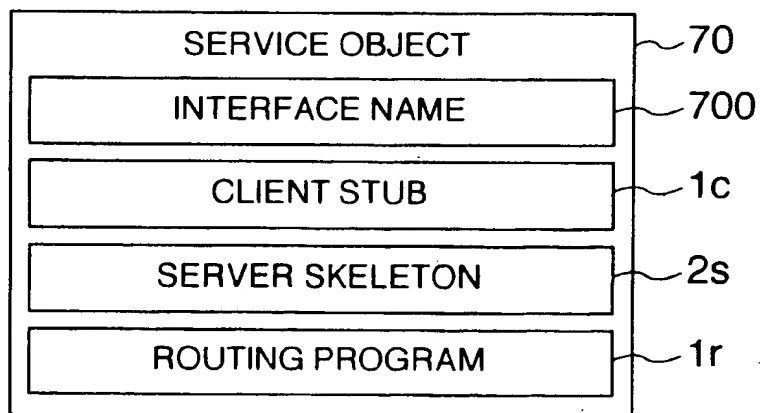 SERVICE OBJECT 70
INTERFACE NAME 700
CLIENT STUB 1c
SERVER SKELETON 2s
ROUTING PROGRAM 1r